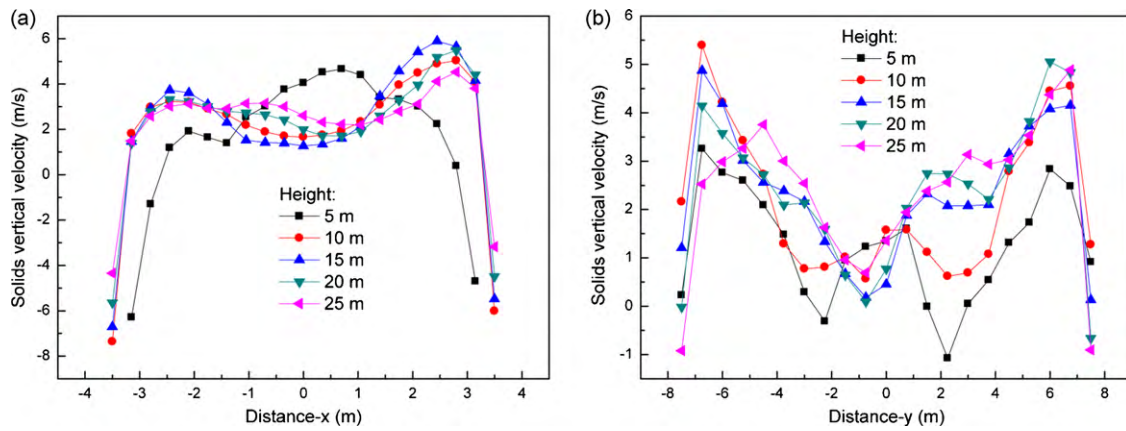 (a)
Solids vertical velocity (m/s)
6
4
2
0
-2
-4
-6
-8
Height:
5 m
10 m
15 m
20 m
25 m
-4 -3 -2 -1 0 1 2 3 4
Distance-x (m)
(b)
Solids vertical velocity (m/s)
6
5
4
3
2
1
0
-1
Height:
5 m
10 m
15 m
20 m
25 m
-8 -6 -4 -2 0 2 4 6 8
Distance-y (m)